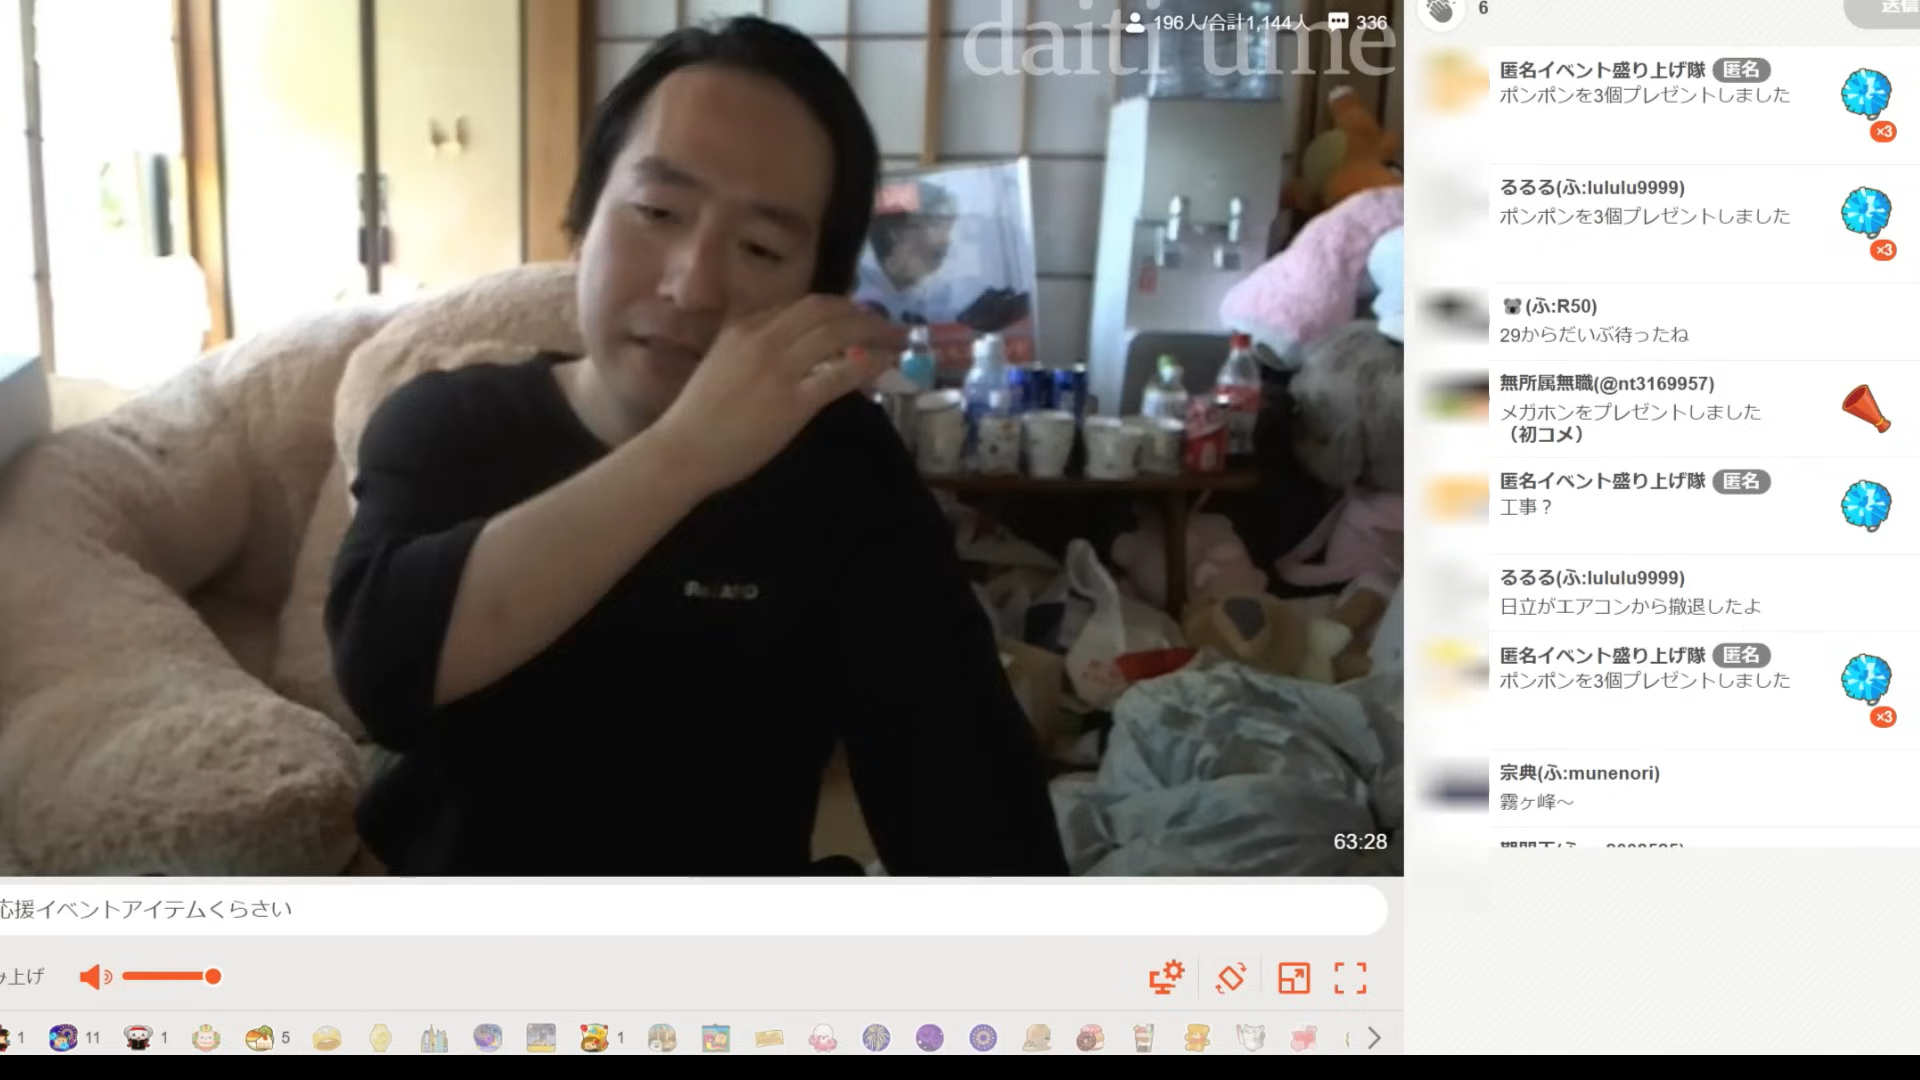 daiti ume
196人/合計1,144人 336
63:28
応援イベントアイテムくらさい
上げ
1
11
1
5
1
6
送信
匿名イベント盛り上げ隊 匿名
ポンポンを3個プレゼントしました
×3
るるる(ふ:lululu9999)
ポンポンを3個プレゼントしました
×3
🐨(ふ:R50)
29からだいぶ待ったね
無所属無職(@nt3169957)
メガホンをプレゼントしました
（初コメ）
匿名イベント盛り上げ隊 匿名
工事？
るるる(ふ:lululu9999)
日立がエアコンから撤退したよ
匿名イベント盛り上げ隊 匿名
ポンポンを3個プレゼントしました
×3
宗典(ふ:munenori)
霧ヶ峰〜